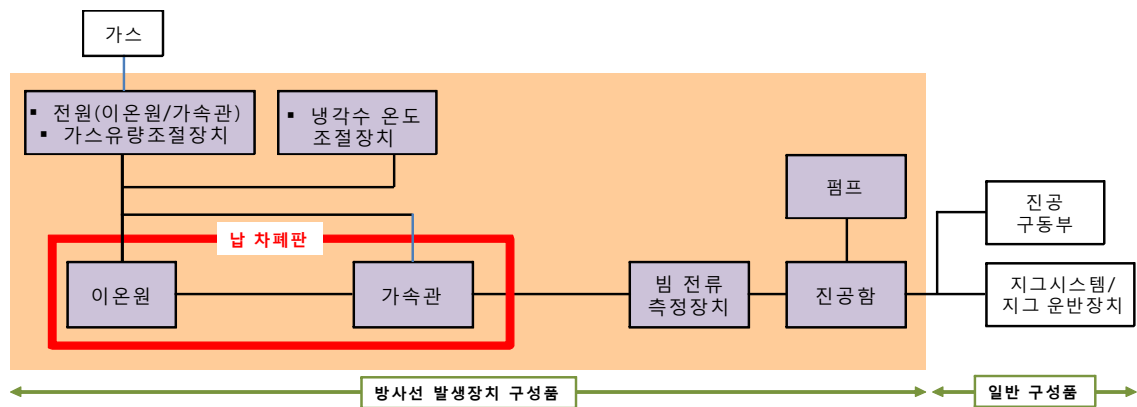 가스
▪ 전원(이온원/가속관)
▪ 가스유량조절장치
▪ 냉각수 온도
조절장치
펌프
진공
구동부
납 차폐판
이온원
가속관
빔 전류
측정장치
진공함
지그시스템/
지그 운반장치
방사선 발생장치 구성품
일반 구성품